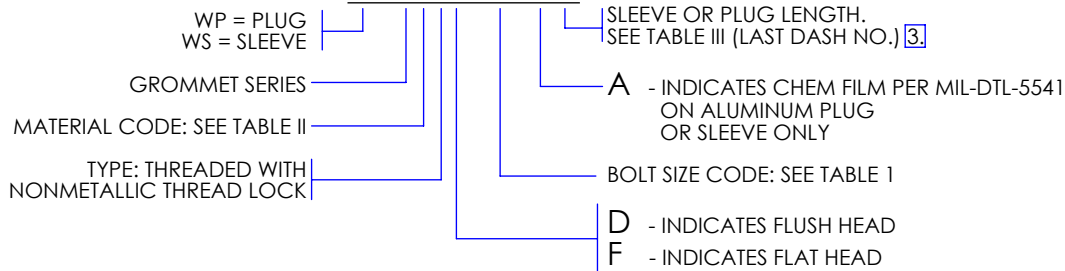 WP = PLUG
WS = SLEEVE
GROMMET SERIES
MATERIAL CODE: SEE TABLE II
TYPE: THREADED WITH
NONMETALLIC THREAD LOCK
SLEEVE OR PLUG LENGTH.
SEE TABLE III (LAST DASH NO.) 3.
A - INDICATES CHEM FILM PER MIL-DTL-5541
ON ALUMINUM PLUG
OR SLEEVE ONLY
BOLT SIZE CODE: SEE TABLE 1
D - INDICATES FLUSH HEAD
F - INDICATES FLAT HEAD